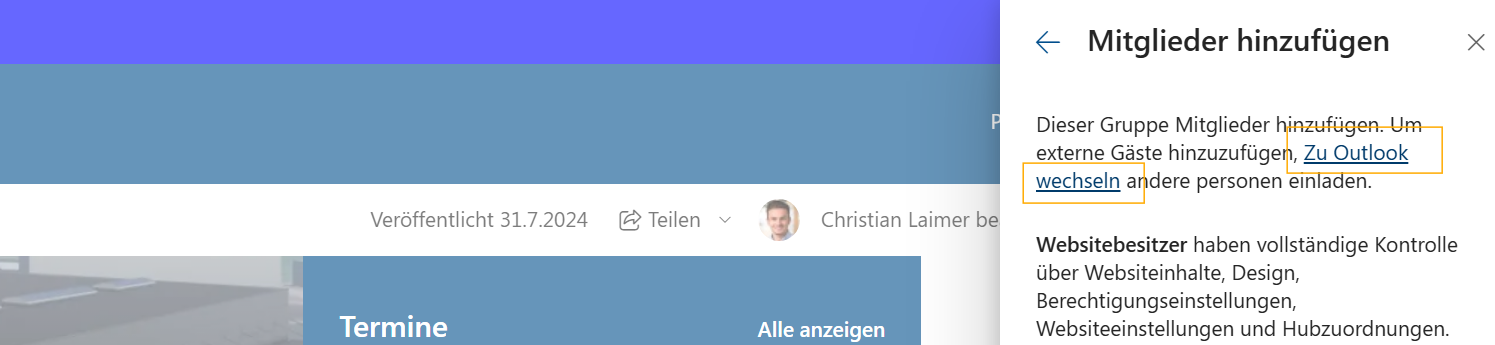 Mitglieder hinzufügen
Dieser Gruppe Mitglieder hinzufügen. Um
externe Gäste hinzuzufügen, Zu Outlook
wechseln andere personen einladen.
Websitebesitzer haben vollständige Kontrolle
über Websiteinhalte, Design,
Berechtigungseinstellungen,
Websiteeinstellungen und Hubzuordnungen.
Veröffentlicht 31.7.2024 Teilen Christian Laimer be
Termine Alle anzeigen